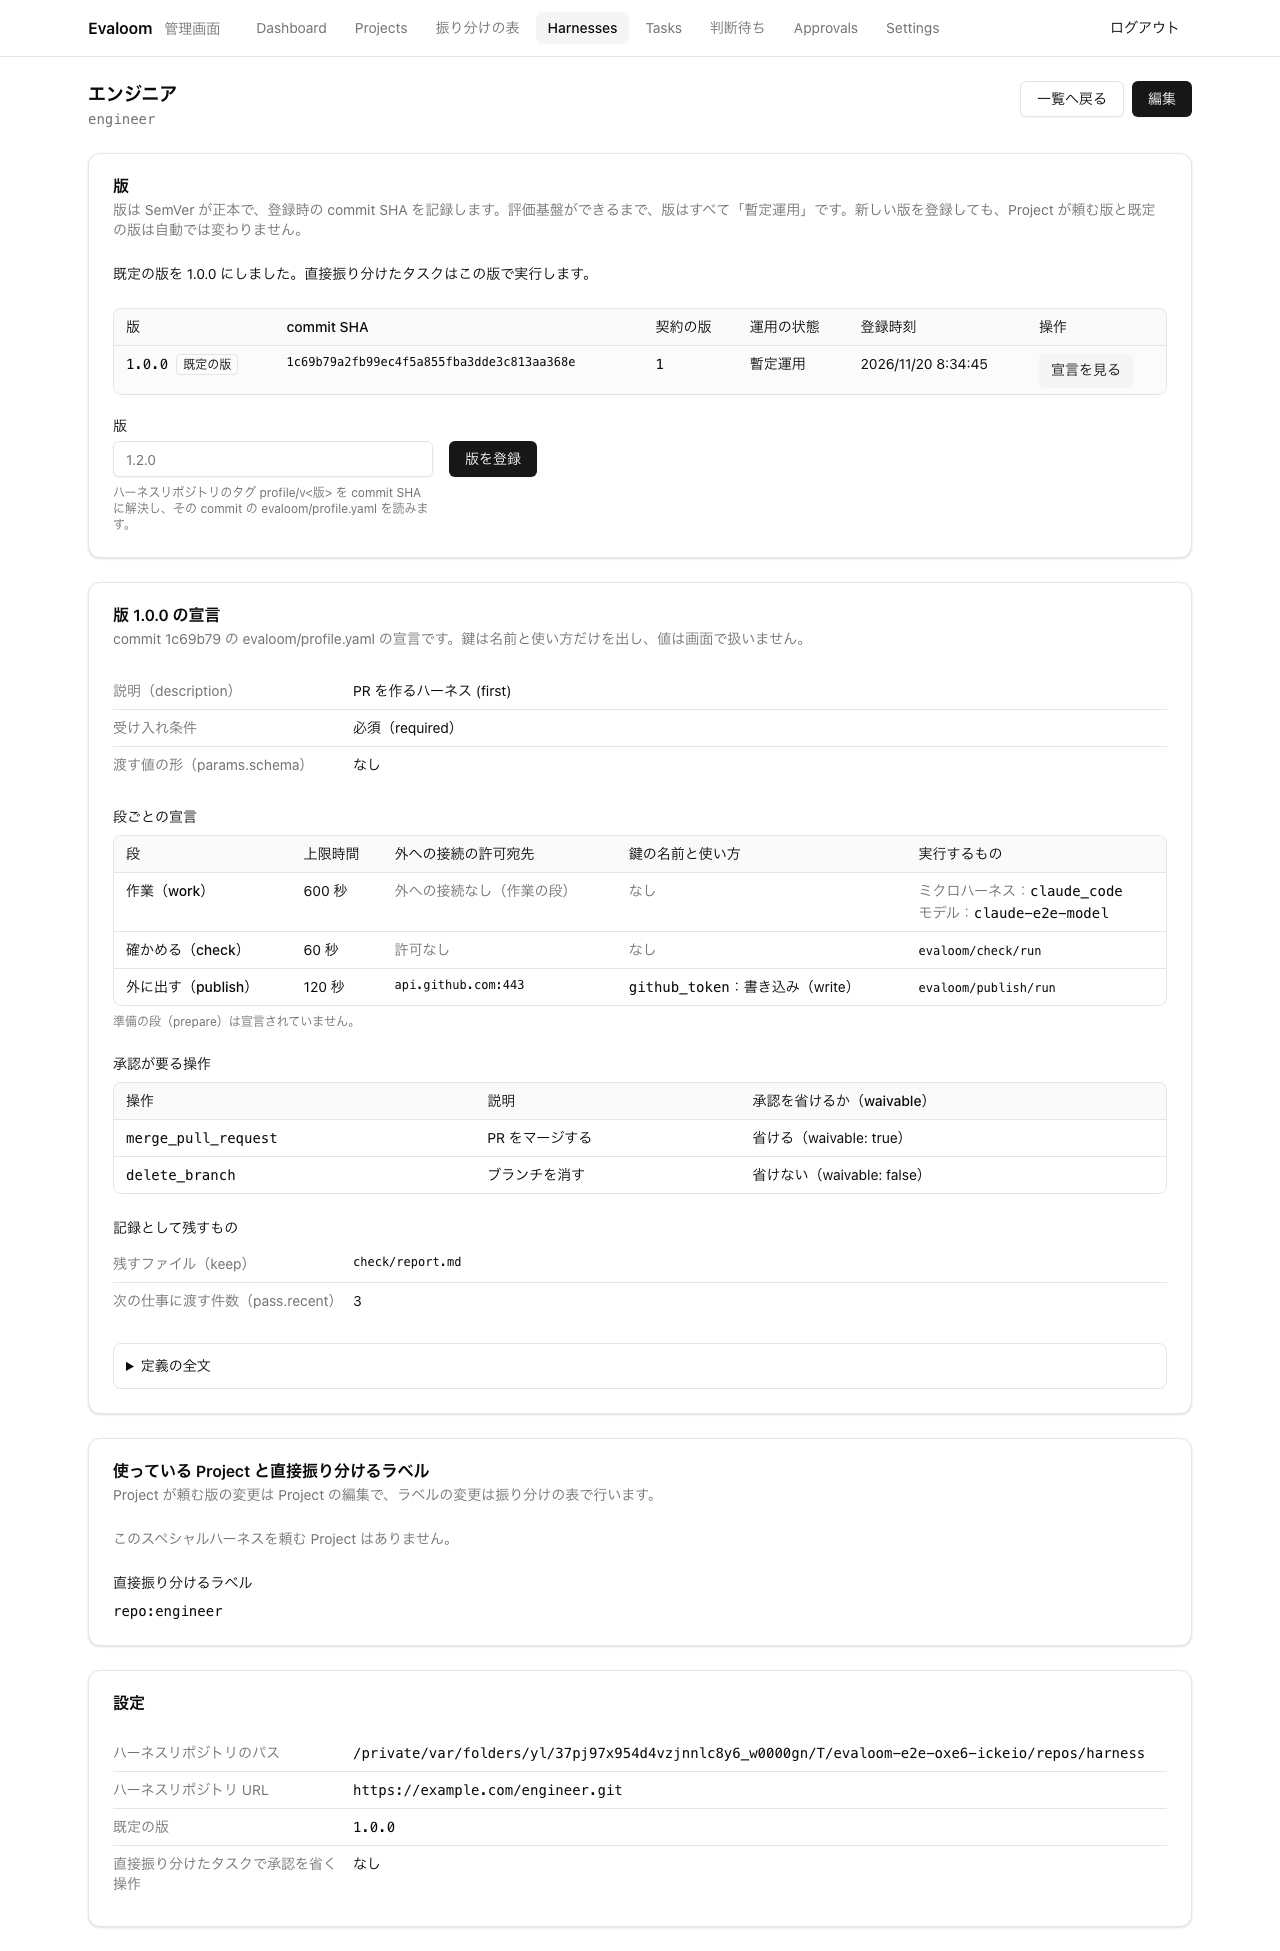 Evaloom 管理画面 Dashboard Projects 振り分けの表 Harnesses Tasks 判断待ち Approvals Settings ログアウト
エンジニア
engineer
一覧へ戻る 編集
版
版は SemVer が正本で、登録時の commit SHA を記録します。評価基盤ができるまで、版はすべて「暫定運用」です。新しい版を登録しても、Project が頼む版と既定
の版は自動では変わりません。
既定の版を 1.0.0 にしました。直接振り分けたタスクはこの版で実行します。
版 commit SHA 契約の版 運用の状態 登録時刻 操作
1.0.0 既定の版 1c69b79a2fb99ec4f5a855fba3dde3c813aa368e 1 暫定運用 2026/11/20 8:34:45 宣言を見る
版
1.2.0 版を登録
ハーネスリポジトリのタグ profile/v<版> を commit SHA
に解決し、その commit の evaloom/profile.yaml を読みま
す。
版 1.0.0 の宣言
commit 1c69b79 の evaloom/profile.yaml の宣言です。鍵は名前と使い方だけを出し、値は画面で扱いません。
説明（description） PR を作るハーネス (first)
受け入れ条件 必須（required）
渡す値の形（params.schema） なし
段ごとの宣言
段 上限時間 外への接続の許可宛先 鍵の名前と使い方 実行するもの
作業（work） 600 秒 外への接続なし（作業の段） なし ミクロハーネス：claude_code
モデル：claude-e2e-model
確かめる（check） 60 秒 許可なし なし evaloom/check/run
外に出す（publish） 120 秒 api.github.com:443 github_token：書き込み（write） evaloom/publish/run
準備の段（prepare）は宣言されていません。
承認が要る操作
操作 説明 承認を省けるか（waivable）
merge_pull_request PR をマージする 省ける（waivable: true）
delete_branch ブランチを消す 省けない（waivable: false）
記録として残すもの
残すファイル（keep） check/report.md
次の仕事に渡す件数（pass.recent） 3
▶ 定義の全文
使っている Project と直接振り分けるラベル
Project が頼む版の変更は Project の編集で、ラベルの変更は振り分けの表で行います。
このスペシャルハーネスを頼む Project はありません。
直接振り分けるラベル
repo:engineer
設定
ハーネスリポジトリのパス /private/var/folders/yl/37pj97x954d4vzjnnlc8y6_w0000gn/T/evaloom-e2e-oxe6-ickeio/repos/harness
ハーネスリポジトリ URL https://example.com/engineer.git
既定の版 1.0.0
直接振り分けたタスクで承認を省く なし
操作